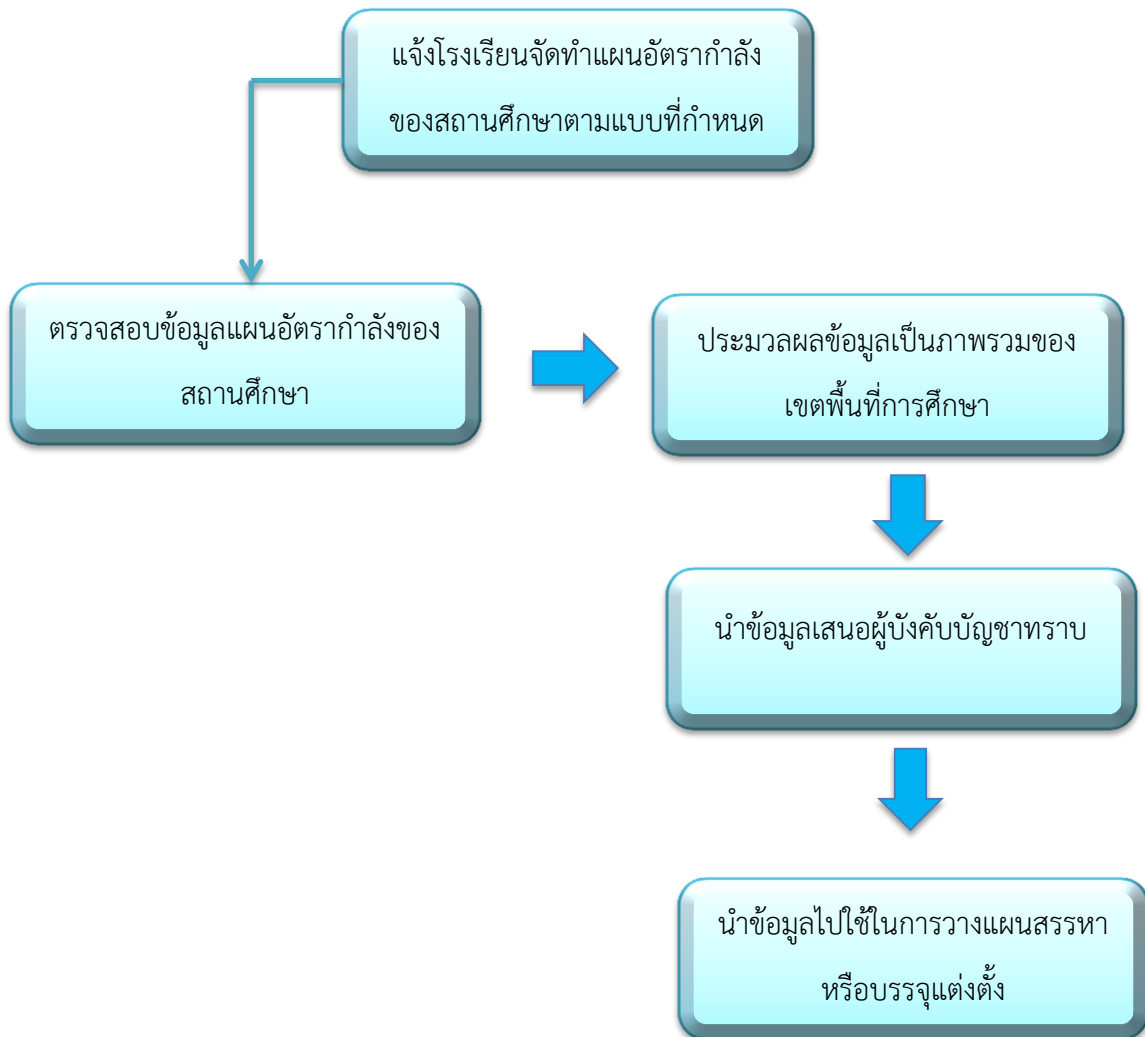 แจ้งโรงเรียนจัดทำแผนอัตรากำลัง
ของสถานศึกษาตามแบบที่กำหนด
ตรวจสอบข้อมูลแผนอัตรากำลังของ
สถานศึกษา
ประมวลผลข้อมูลเป็นภาพรวมของ
เขตพื้นที่การศึกษา
นำข้อมูลเสนอผู้บังคับบัญชาทราบ
นำข้อมูลไปใช้ในการวางแผนสรรหา
หรือบรรจุแต่งตั้ง